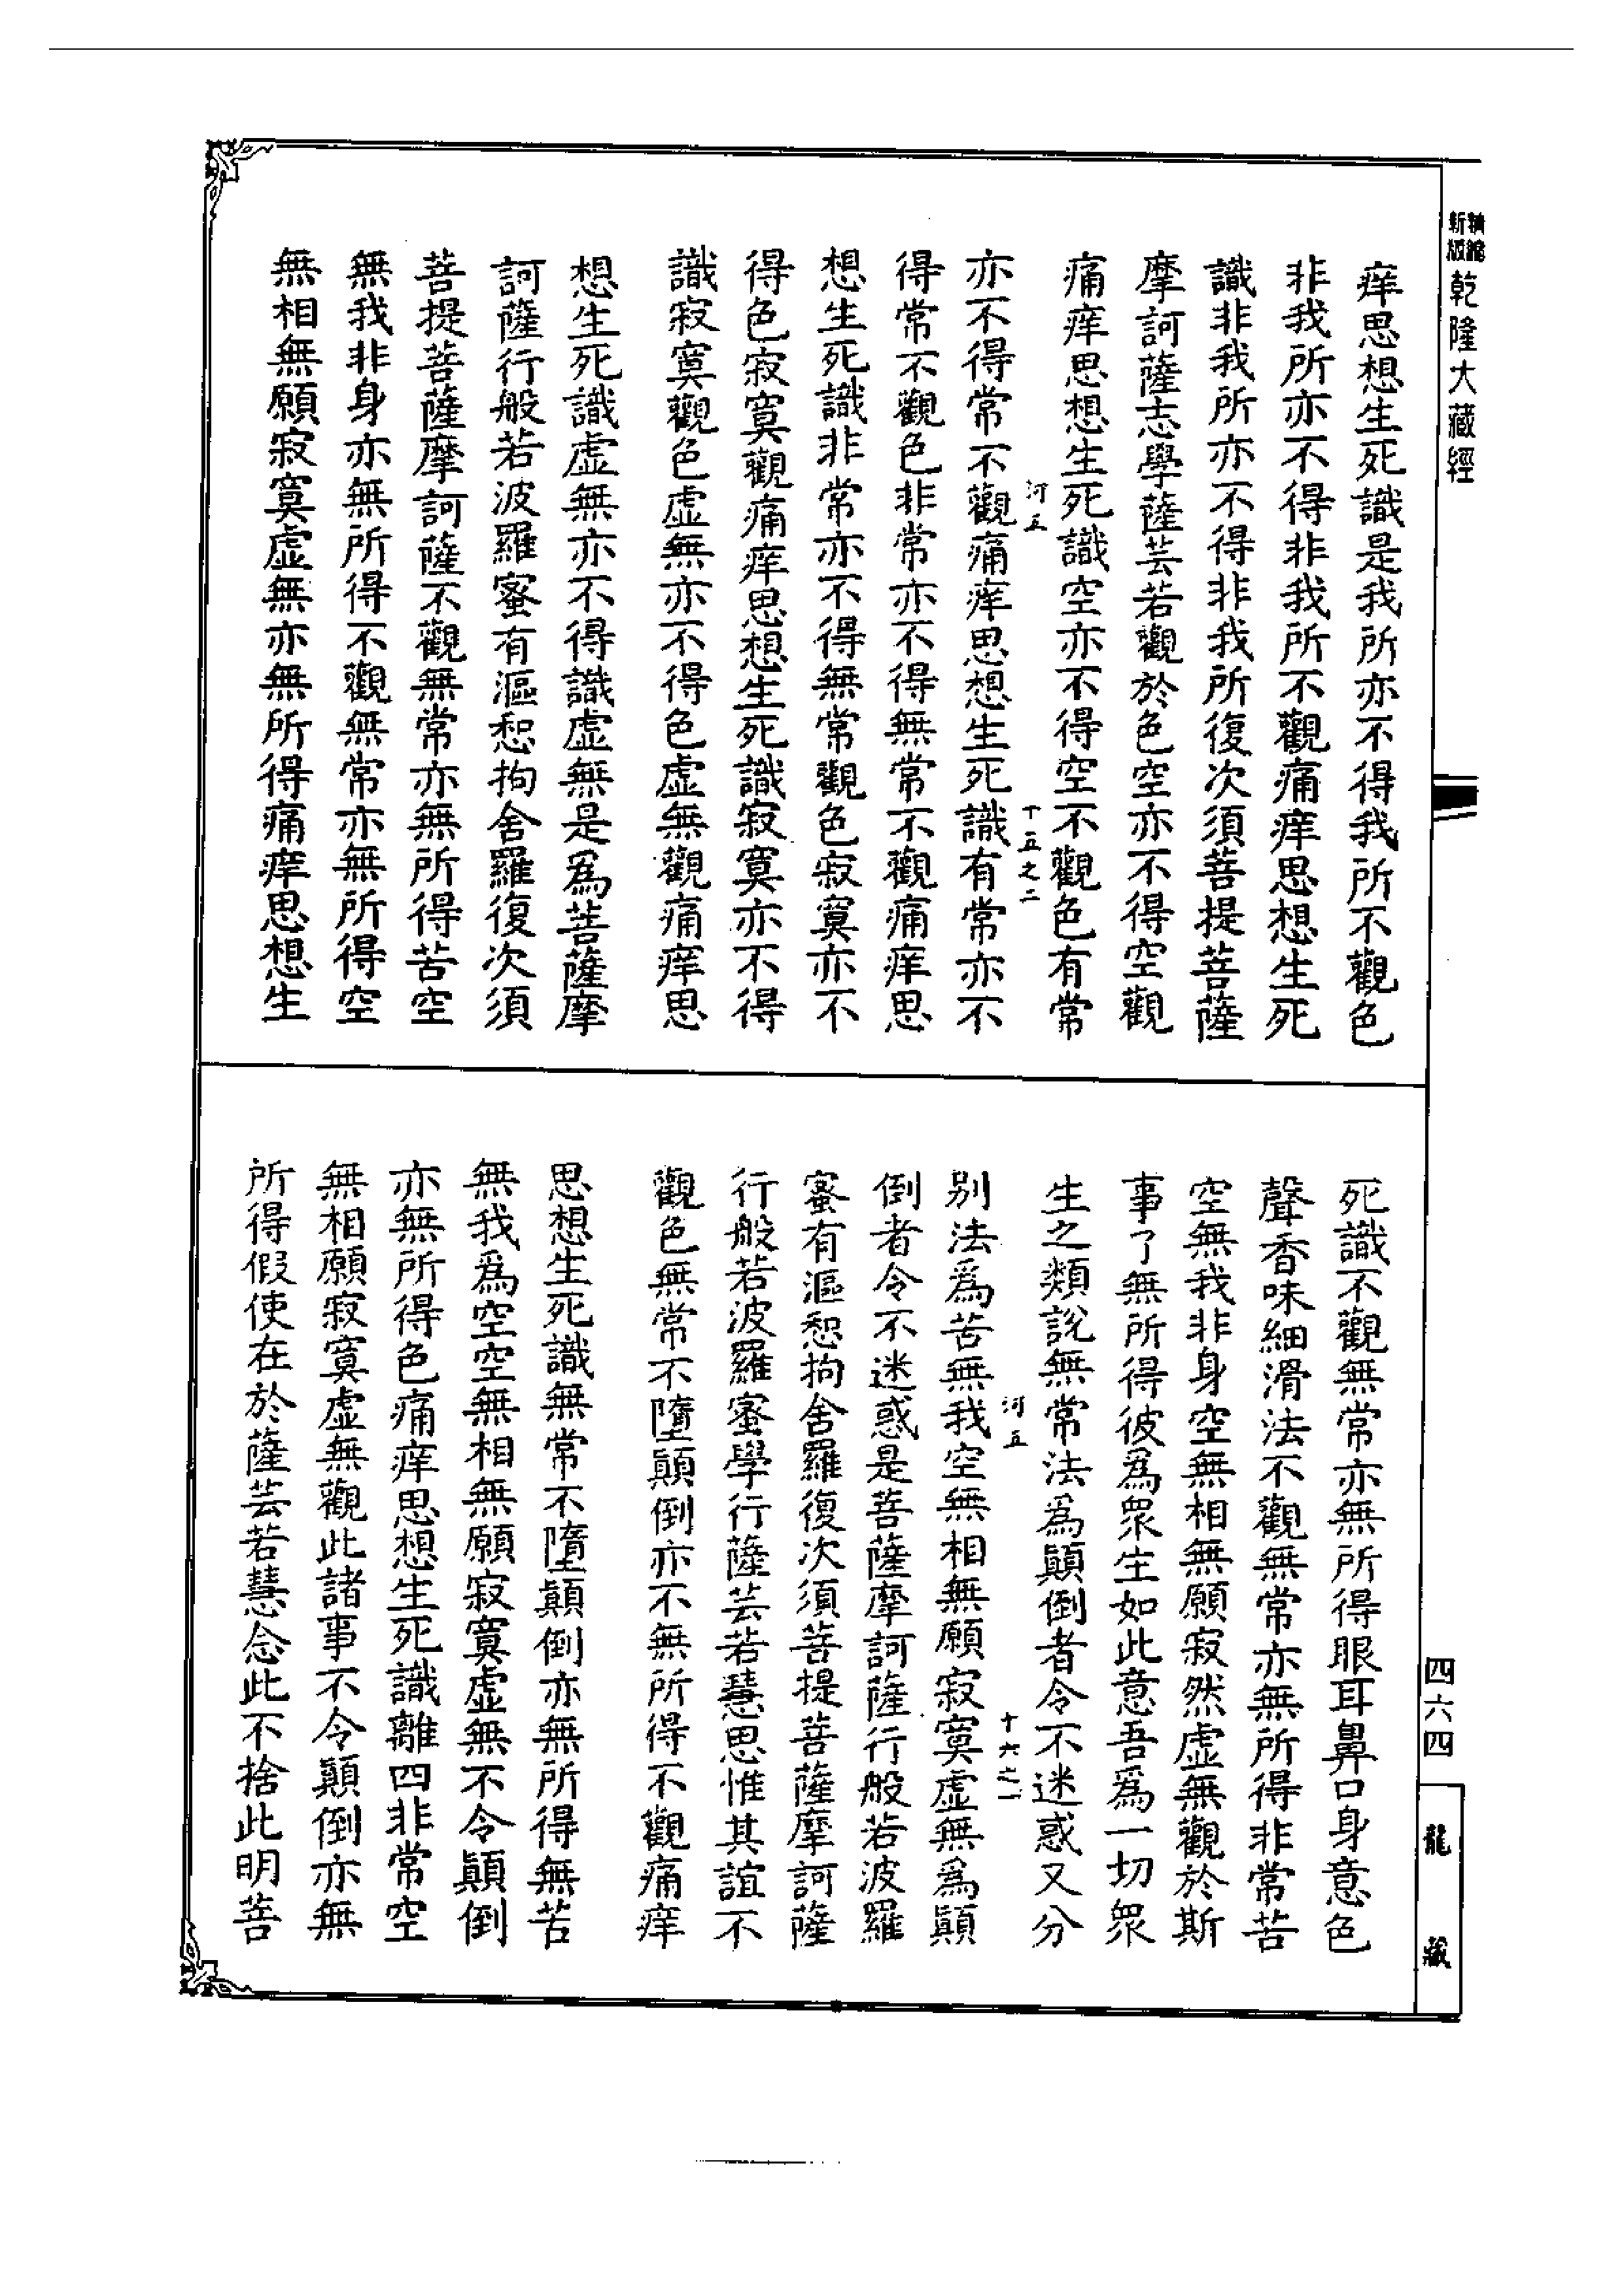 精縮新版乾隆大藏經
痒思想生死識是我所亦不得我所不觀色
非我所亦不得非我所不觀痛痒思想生死
識非我所亦不得非我所復次須菩提菩薩
摩訶薩志學薩芸若觀於色空亦不得空觀
痛痒思想生死識空亦不得空不觀色有常
河五 十五之二
亦不得常不觀痛痒思想生死識有常亦不
得常不觀色非常亦不得無常不觀痛痒思
想生死識非常亦不得無常觀色寂寞亦不
得色寂寞觀痛痒思想生死識寂寞亦不得
識寂寞觀色虛無亦不得色虛無觀痛痒思
想生死識虛無亦不得識虛無是為菩薩摩
訶薩行般若波羅蜜有漚惒拘舍羅復次須
菩提菩薩摩訶薩不觀無常亦無所得苦空
無我非身亦無所得不觀無常亦無所得空
無相無願寂寞虛無亦無所得痛痒思想生
死識不觀無常亦無所得眼耳鼻口身意色
聲香味細滑法不觀無常亦無所得非常苦
空無我非身空無相無願寂然虛無觀於斯
事了無所得彼為眾生如此意吾為一切眾
生之類說無常法為顛倒者令不迷惑又分
河五 十六之一
別法為苦無我空無相無願寂寞虛無為顛
倒者令不迷惑是菩薩摩訶薩行般若波羅
蜜有漚惒拘舍羅復次須菩提菩薩摩訶薩
行般若波羅蜜學行薩芸若慧思惟其誼不
觀色無常不墮顛倒亦不無所得不觀痛痒
思想生死識無常不墮顛倒亦無所得無苦
無我為空空無相無願寂寞虛無不令顛倒
亦無所得色痛痒思想生死識離四非常空
無相願寂寞虛無觀此諸事不令顛倒亦無
所得假使在於薩芸若慧念此不捨此明菩
四六四
龍藏